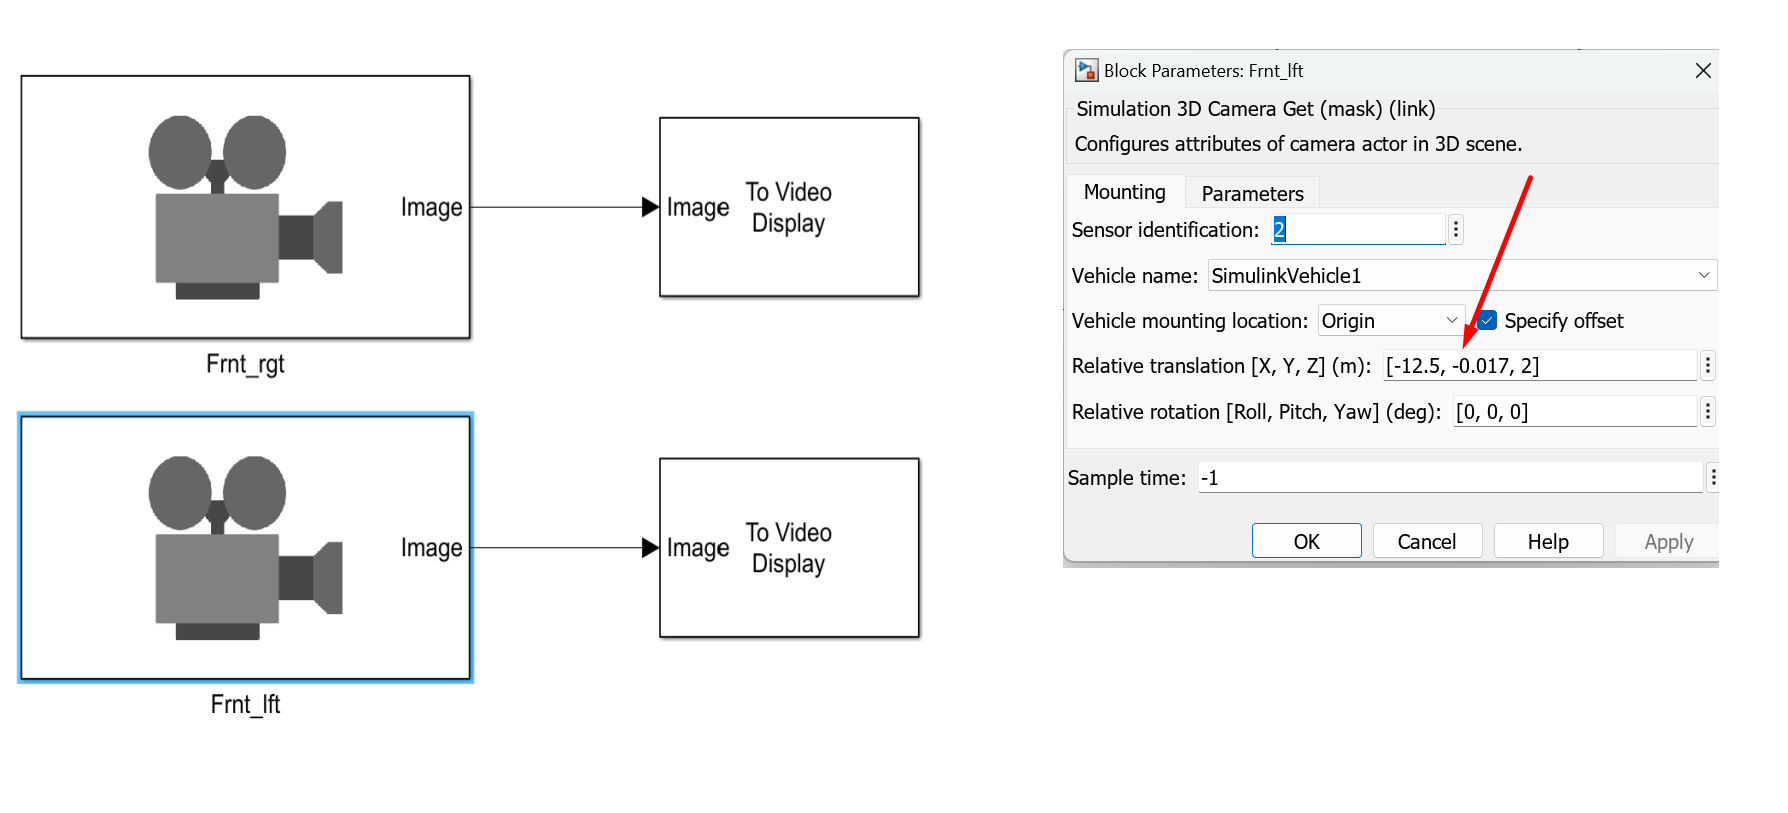 Image
Image
To Video
Display
Frnt_rgt
Image
Image
To Video
Display
Frnt_lft
Block Parameters: Frnt_lft
Simulation 3D Camera Get (mask) (link)
Configures attributes of camera actor in 3D scene.
Mounting
Parameters
Sensor identification: 2
Vehicle name: SimulinkVehicle1
Vehicle mounting location: Origin
Specify offset
Relative translation [X, Y, Z] (m): [-12.5, -0.017, 2]
Relative rotation [Roll, Pitch, Yaw] (deg): [0, 0, 0]
Sample time: -1
OK
Cancel
Help
Apply